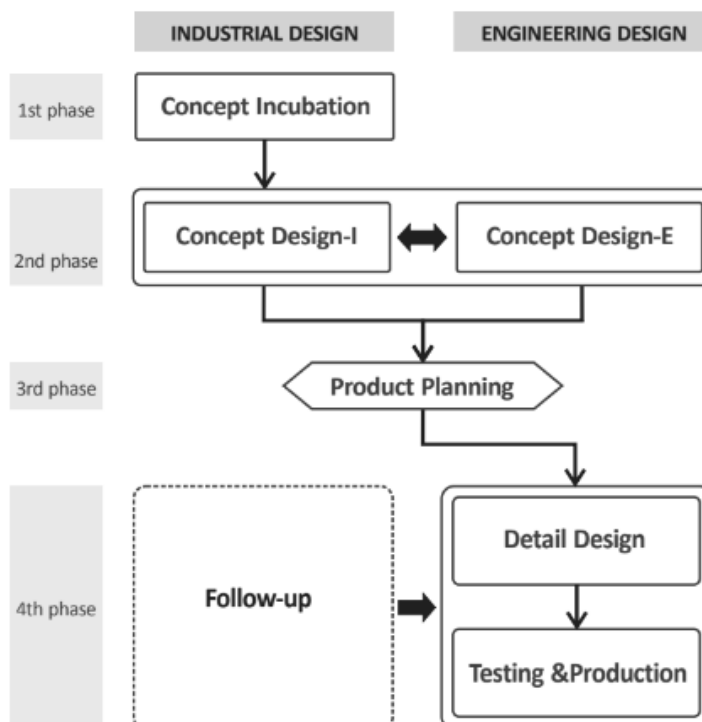 INDUSTRIAL DESIGN
ENGINEERING DESIGN
1st phase
Concept Incubation
2nd phase
Concept Design-I
Concept Design-E
3rd phase
Product Planning
4th phase
Follow-up
Detail Design
Testing &Production